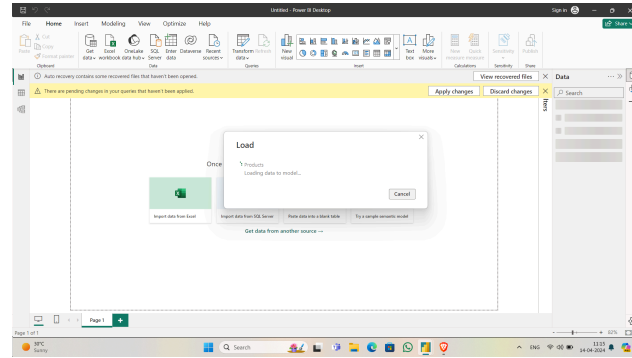 Untitled - Power BI Desktop
Sign in
File Home Insert Modeling View Optimize Help
Share
Paste
Cut
Copy
Format painter
Get data
Excel workbook
OneLake data hub
SQL Server
Enter data
Dataverse
Recent sources
Transform data
Refresh
New visual
Text box
More visuals
New measure
Quick measure
Sensitivity
Publish
Clipboard
Data
Queries
Insert
Calculations
Sensitivity
Share
Auto recovery contains some recovered files that haven't been opened.
View recovered files
There are pending changes in your queries that haven't been applied.
Apply changes
Discard changes
Data
Search
Load
Products
Loading data to model...
Cancel
Once
Import data from Excel
Import data from SQL Server
Paste data into a blank table
Try a sample semantic model
Get data from another source →
Page 1
Page 1 of 1
82%
30°C
Sunny
Search
ENG
11:15
14-04-2024